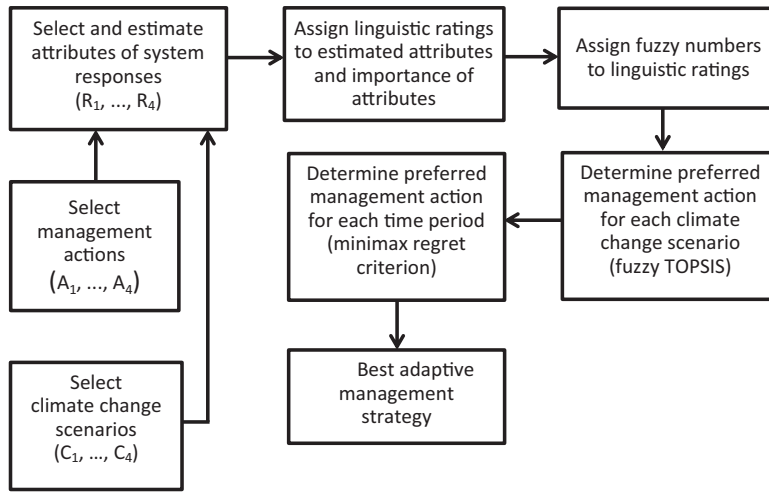 Select and estimate
attributes of system
responses
(R₁, ..., R₄)
Assign linguistic ratings
to estimated attributes
and importance of
attributes
Assign fuzzy numbers
to linguistic ratings
Select
management
actions
(A₁, ..., A₄)
Determine preferred
management action
for each time period
(minimax regret
criterion)
Determine preferred
management action
for each climate
change scenario
(fuzzy TOPSIS)
Select
climate change
scenarios
(C₁, ..., C₄)
Best adaptive
management
strategy